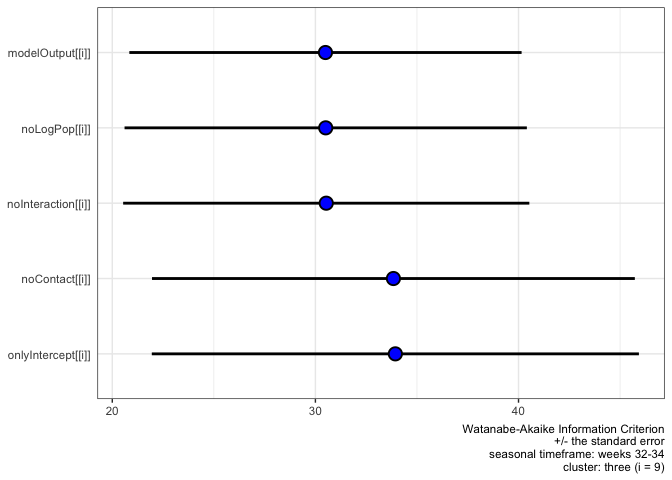 modelOutput[[i]]
noLogPop[[i]]
noInteraction[[i]]
noContact[[i]]
onlyIntercept[[i]]
20 30 40
Watanabe-Akaike Information Criterion
+/- the standard error
seasonal timeframe: weeks 32-34
cluster: three (i = 9)